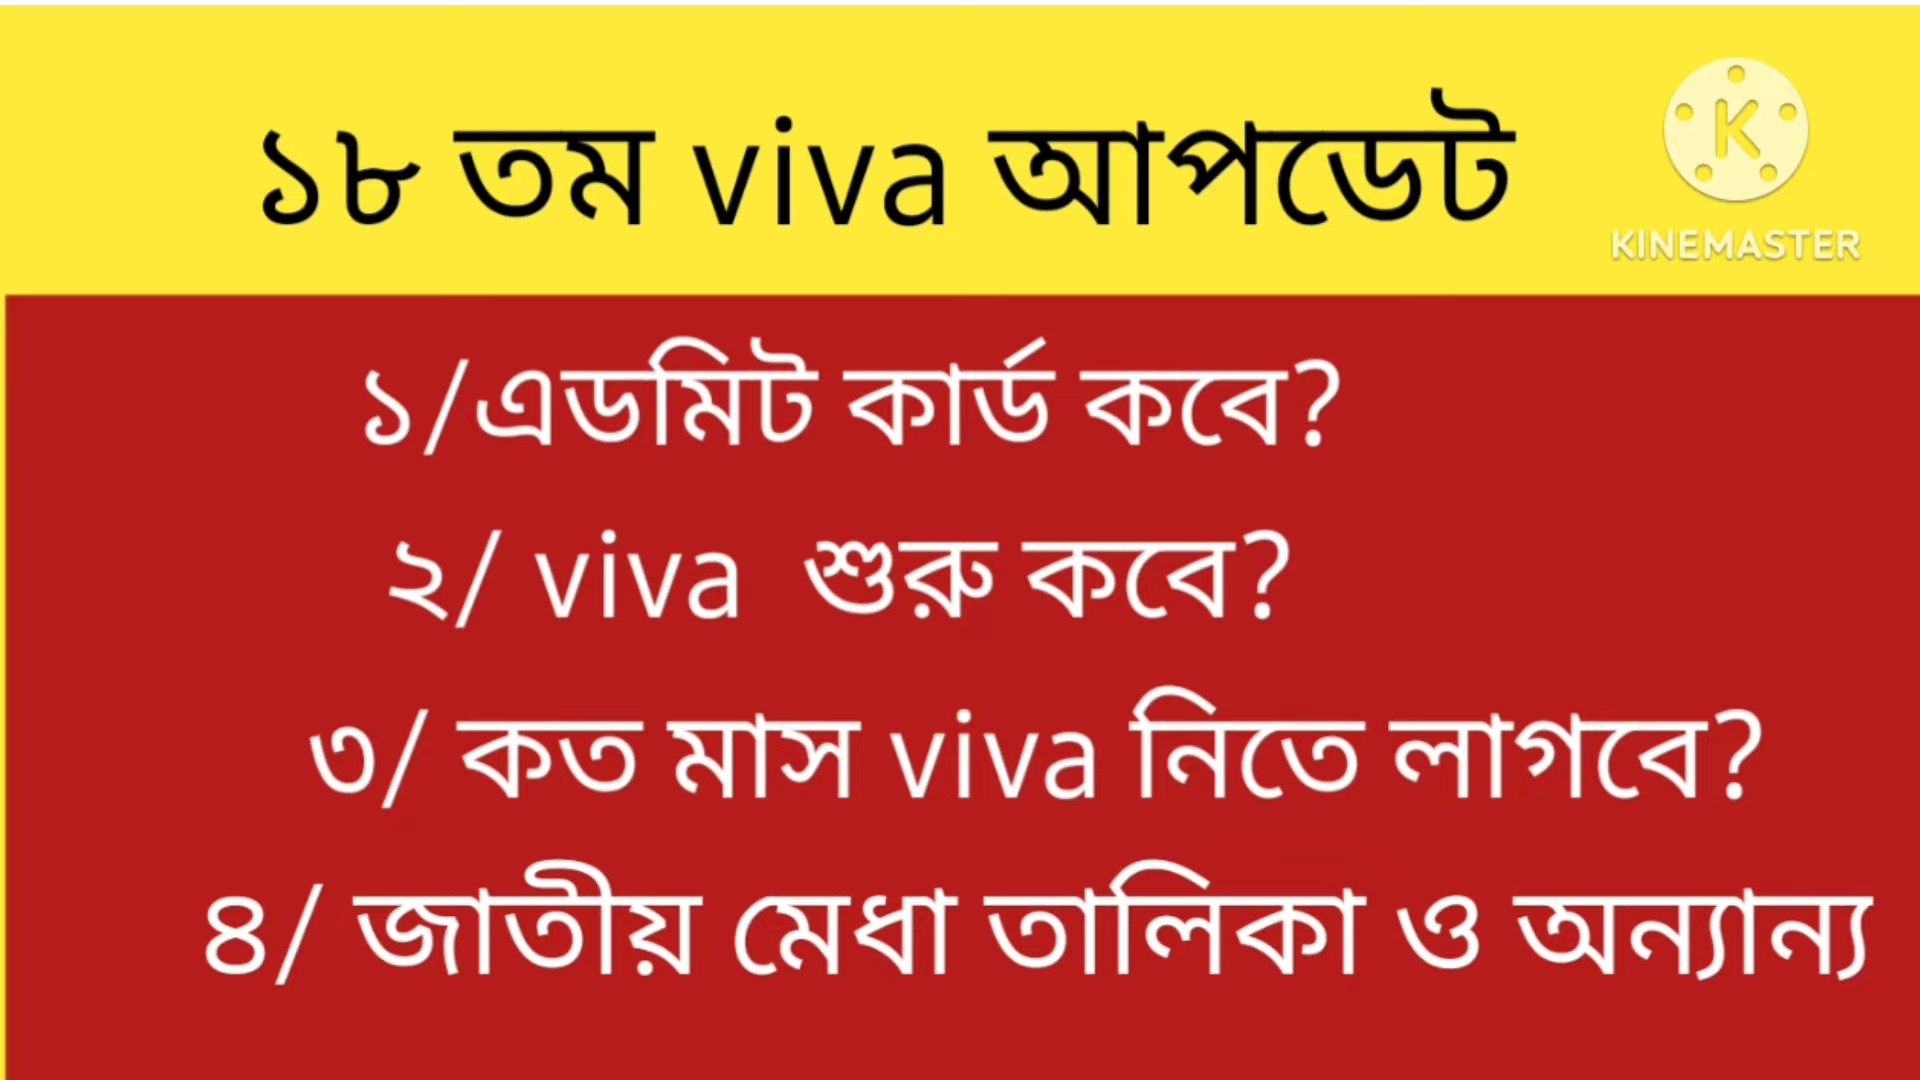 ১৮ তম viva আপডেট
K
KINEMASTER
১/এডমিট কার্ড কবে?
২/ viva শুরু কবে?
৩/ কত মাস viva নিতে লাগবে?
৪/ জাতীয় মেধা তালিকা ও অন্যান্য